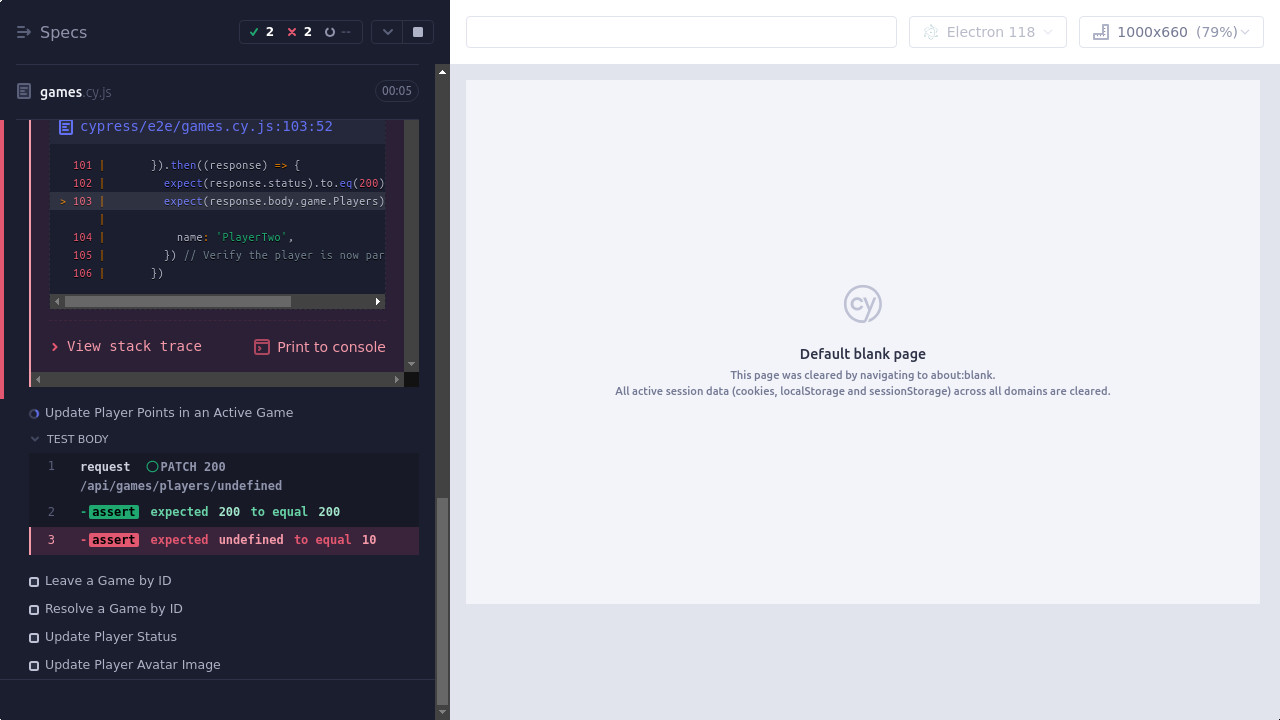 Specs
2
2
--
games.cy.js
00:05
cypress/e2e/games.cy.js:103:52
101 | }).then((response) => {
102 | expect(response.status).to.eq(200)
> 103 | expect(response.body.game.Players)
|
104 | name: 'PlayerTwo',
105 | }) // Verify the player is now par
106 | })
> View stack trace
Print to console
Update Player Points in an Active Game
TEST BODY
1 request PATCH 200
/api/games/players/undefined
2 -assert expected 200 to equal 200
3 -assert expected undefined to equal 10
Leave a Game by ID
Resolve a Game by ID
Update Player Status
Update Player Avatar Image
Electron 118
1000x660 (79%)
cy
Default blank page
This page was cleared by navigating to about:blank.
All active session data (cookies, localStorage and sessionStorage) across all domains are cleared.